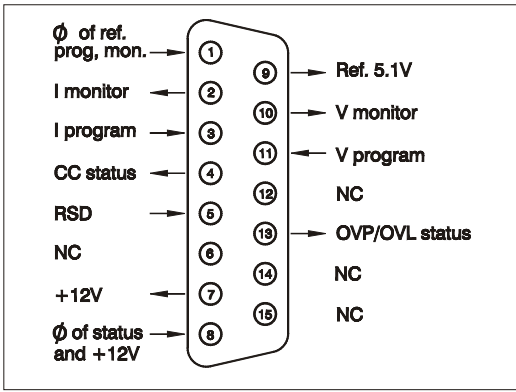 Ø of ref.
prog, mon.
I monitor
I program
CC status
RSD
NC
+12V
Ø of status
and +12V
1
2
3
4
5
6
7
8
9
10
11
12
13
14
15
Ref. 5.1V
V monitor
V program
NC
OVP/OVL status
NC
NC